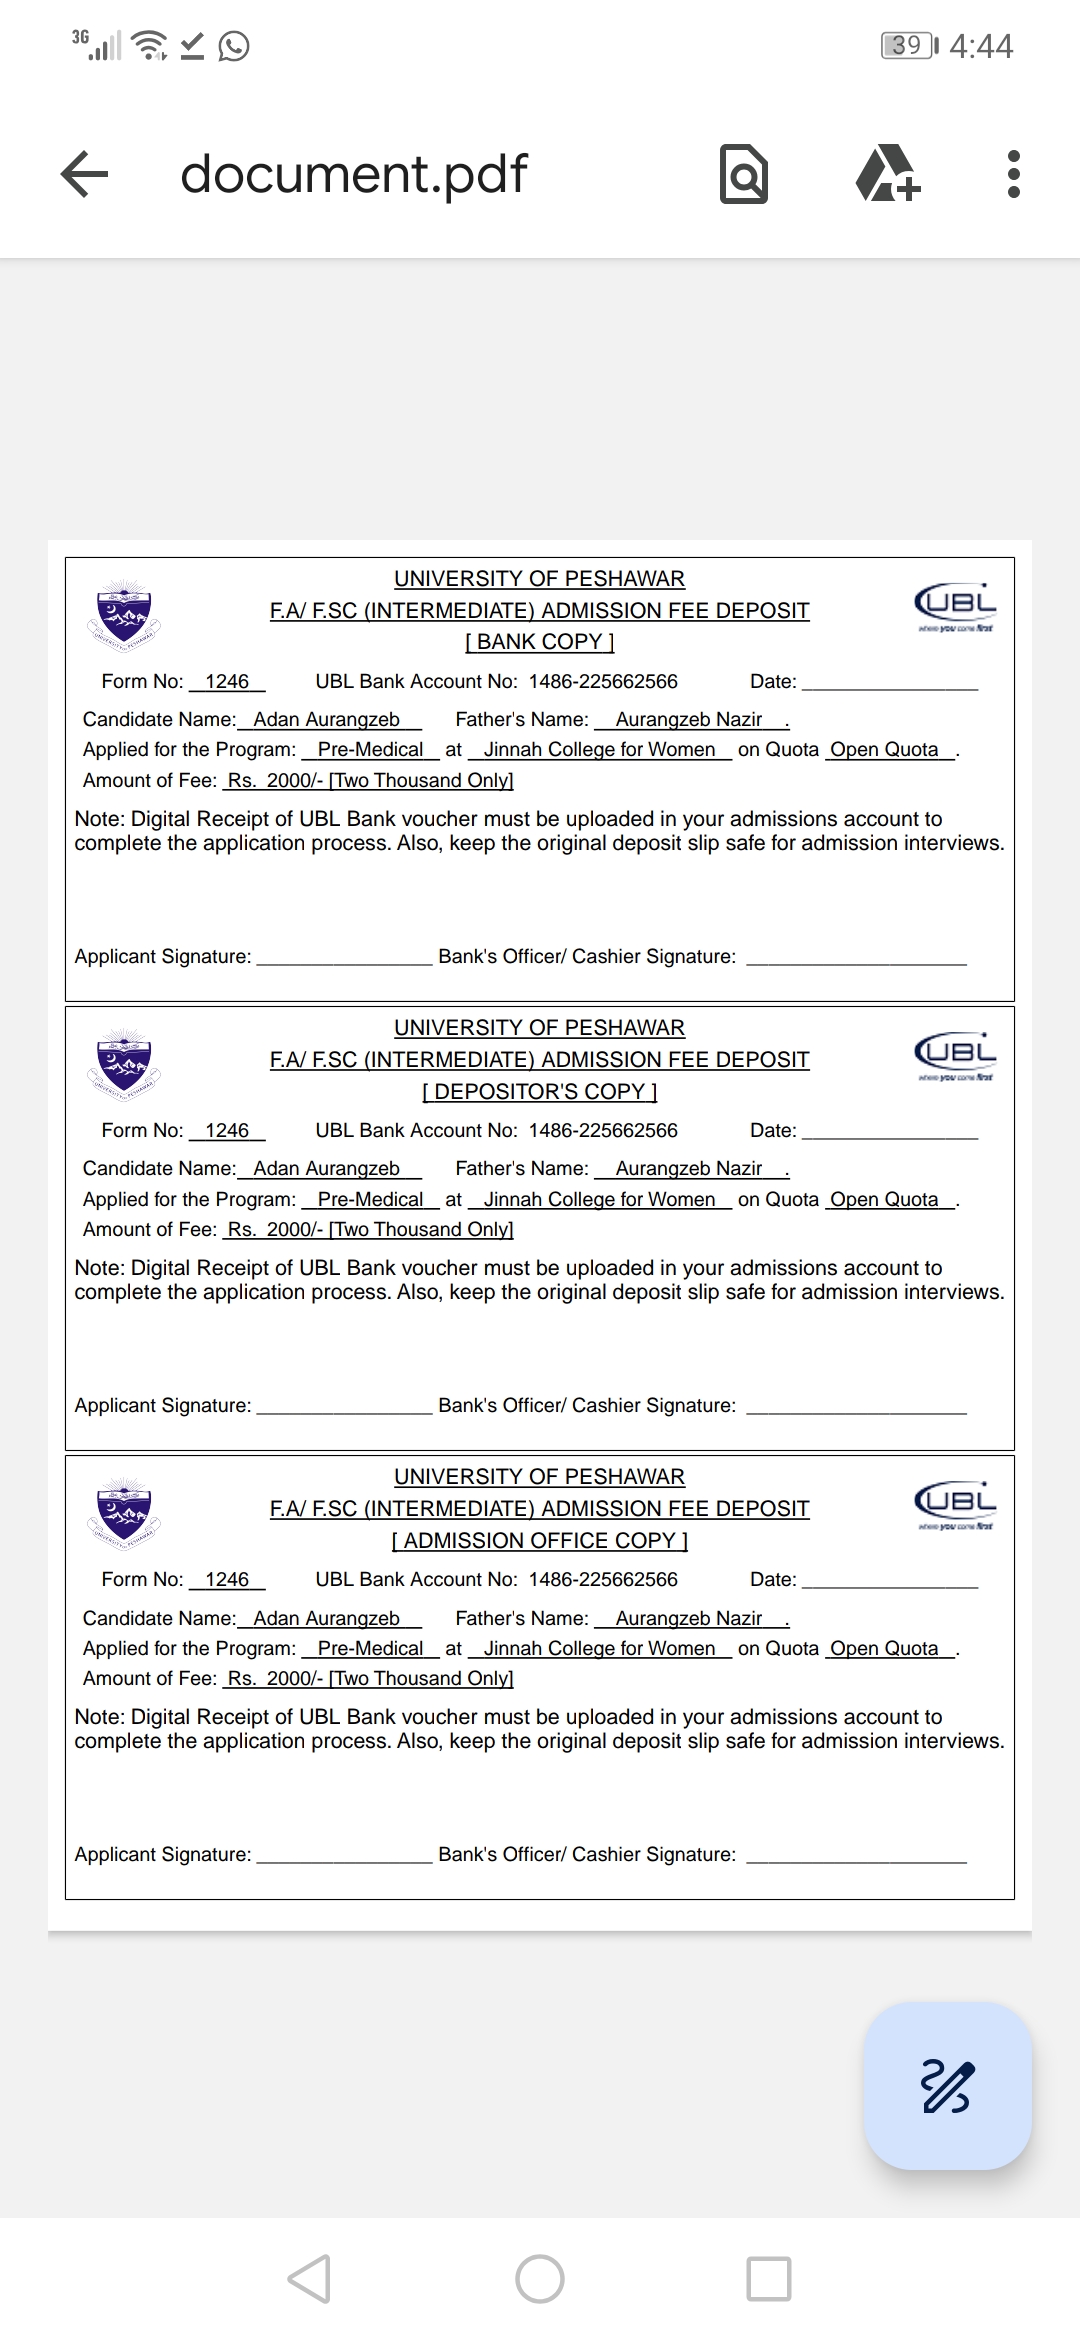 3G
39 4:44
document.pdf
UNIVERSITY OF PESHAWAR
F.A/ F.SC (INTERMEDIATE) ADMISSION FEE DEPOSIT
[ BANK COPY ]
UBL
where you come first
Form No: 1246 UBL Bank Account No: 1486-225662566 Date:
Candidate Name: Adan Aurangzeb Father's Name: Aurangzeb Nazir .
Applied for the Program: Pre-Medical at Jinnah College for Women on Quota Open Quota .
Amount of Fee: Rs. 2000/- [Two Thousand Only]
Note: Digital Receipt of UBL Bank voucher must be uploaded in your admissions account to
complete the application process. Also, keep the original deposit slip safe for admission interviews.
Applicant Signature: Bank's Officer/ Cashier Signature:
UNIVERSITY OF PESHAWAR
F.A/ F.SC (INTERMEDIATE) ADMISSION FEE DEPOSIT
[ DEPOSITOR'S COPY ]
UBL
where you come first
Form No: 1246 UBL Bank Account No: 1486-225662566 Date:
Candidate Name: Adan Aurangzeb Father's Name: Aurangzeb Nazir .
Applied for the Program: Pre-Medical at Jinnah College for Women on Quota Open Quota .
Amount of Fee: Rs. 2000/- [Two Thousand Only]
Note: Digital Receipt of UBL Bank voucher must be uploaded in your admissions account to
complete the application process. Also, keep the original deposit slip safe for admission interviews.
Applicant Signature: Bank's Officer/ Cashier Signature:
UNIVERSITY OF PESHAWAR
F.A/ F.SC (INTERMEDIATE) ADMISSION FEE DEPOSIT
[ ADMISSION OFFICE COPY ]
UBL
where you come first
Form No: 1246 UBL Bank Account No: 1486-225662566 Date:
Candidate Name: Adan Aurangzeb Father's Name: Aurangzeb Nazir .
Applied for the Program: Pre-Medical at Jinnah College for Women on Quota Open Quota .
Amount of Fee: Rs. 2000/- [Two Thousand Only]
Note: Digital Receipt of UBL Bank voucher must be uploaded in your admissions account to
complete the application process. Also, keep the original deposit slip safe for admission interviews.
Applicant Signature: Bank's Officer/ Cashier Signature: